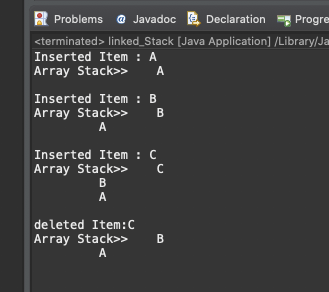 Problems Javadoc Declaration Progre
<terminated> linked_Stack [Java Application] /Library/Ja
Inserted Item : A
Array Stack>>    A

Inserted Item : B
Array Stack>>    B
         A

Inserted Item : C
Array Stack>>    C
         B
         A

deleted Item:C
Array Stack>>    B
         A